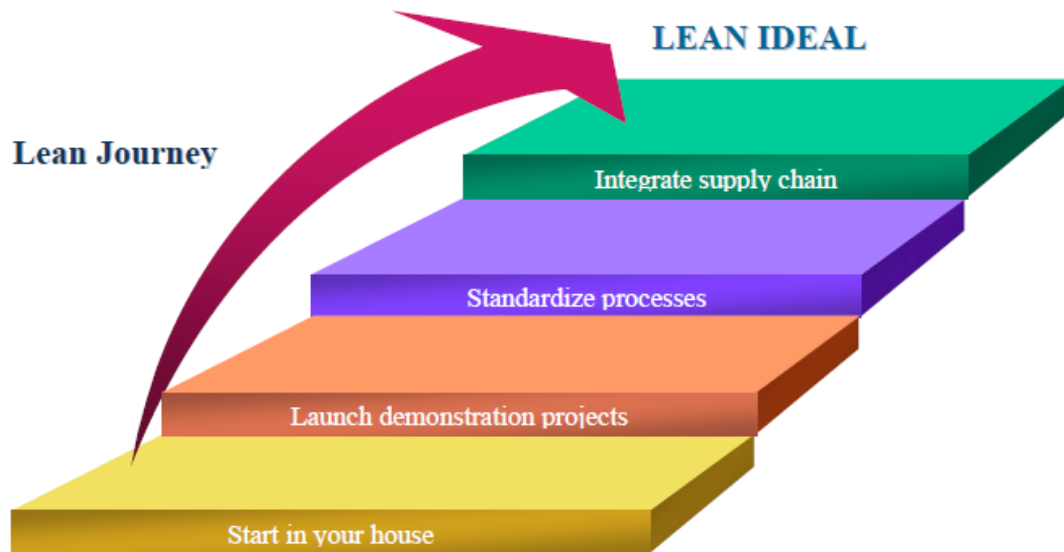 LEAN IDEAL
Lean Journey
Integrate supply chain
Standardize processes
Launch demonstration projects
Start in your house